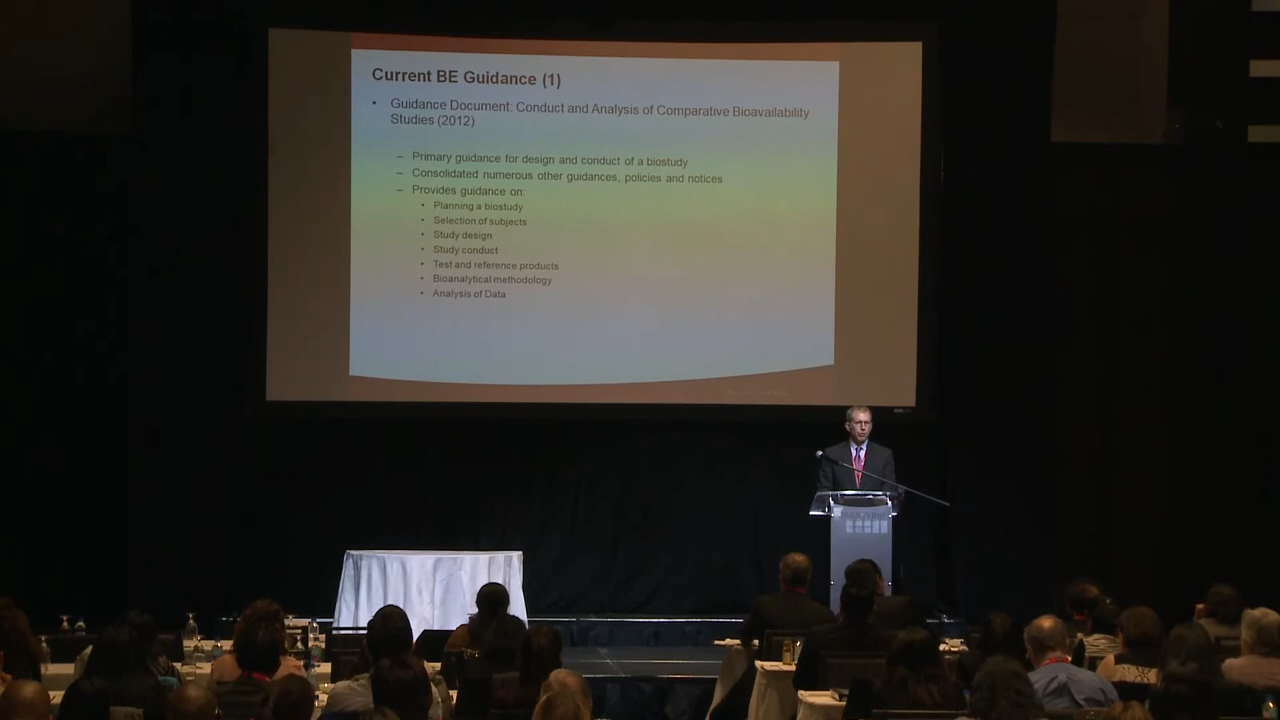 Current BE Guidance (1)
• Guidance Document: Conduct and Analysis of Comparative Bioavailability
Studies (2012)
– Primary guidance for design and conduct of a biostudy
– Consolidated numerous other guidances, policies and notices
– Provides guidance on:
• Planning a biostudy
• Selection of subjects
• Study design
• Study conduct
• Test and reference products
• Bioanalytical methodology
• Analysis of Data